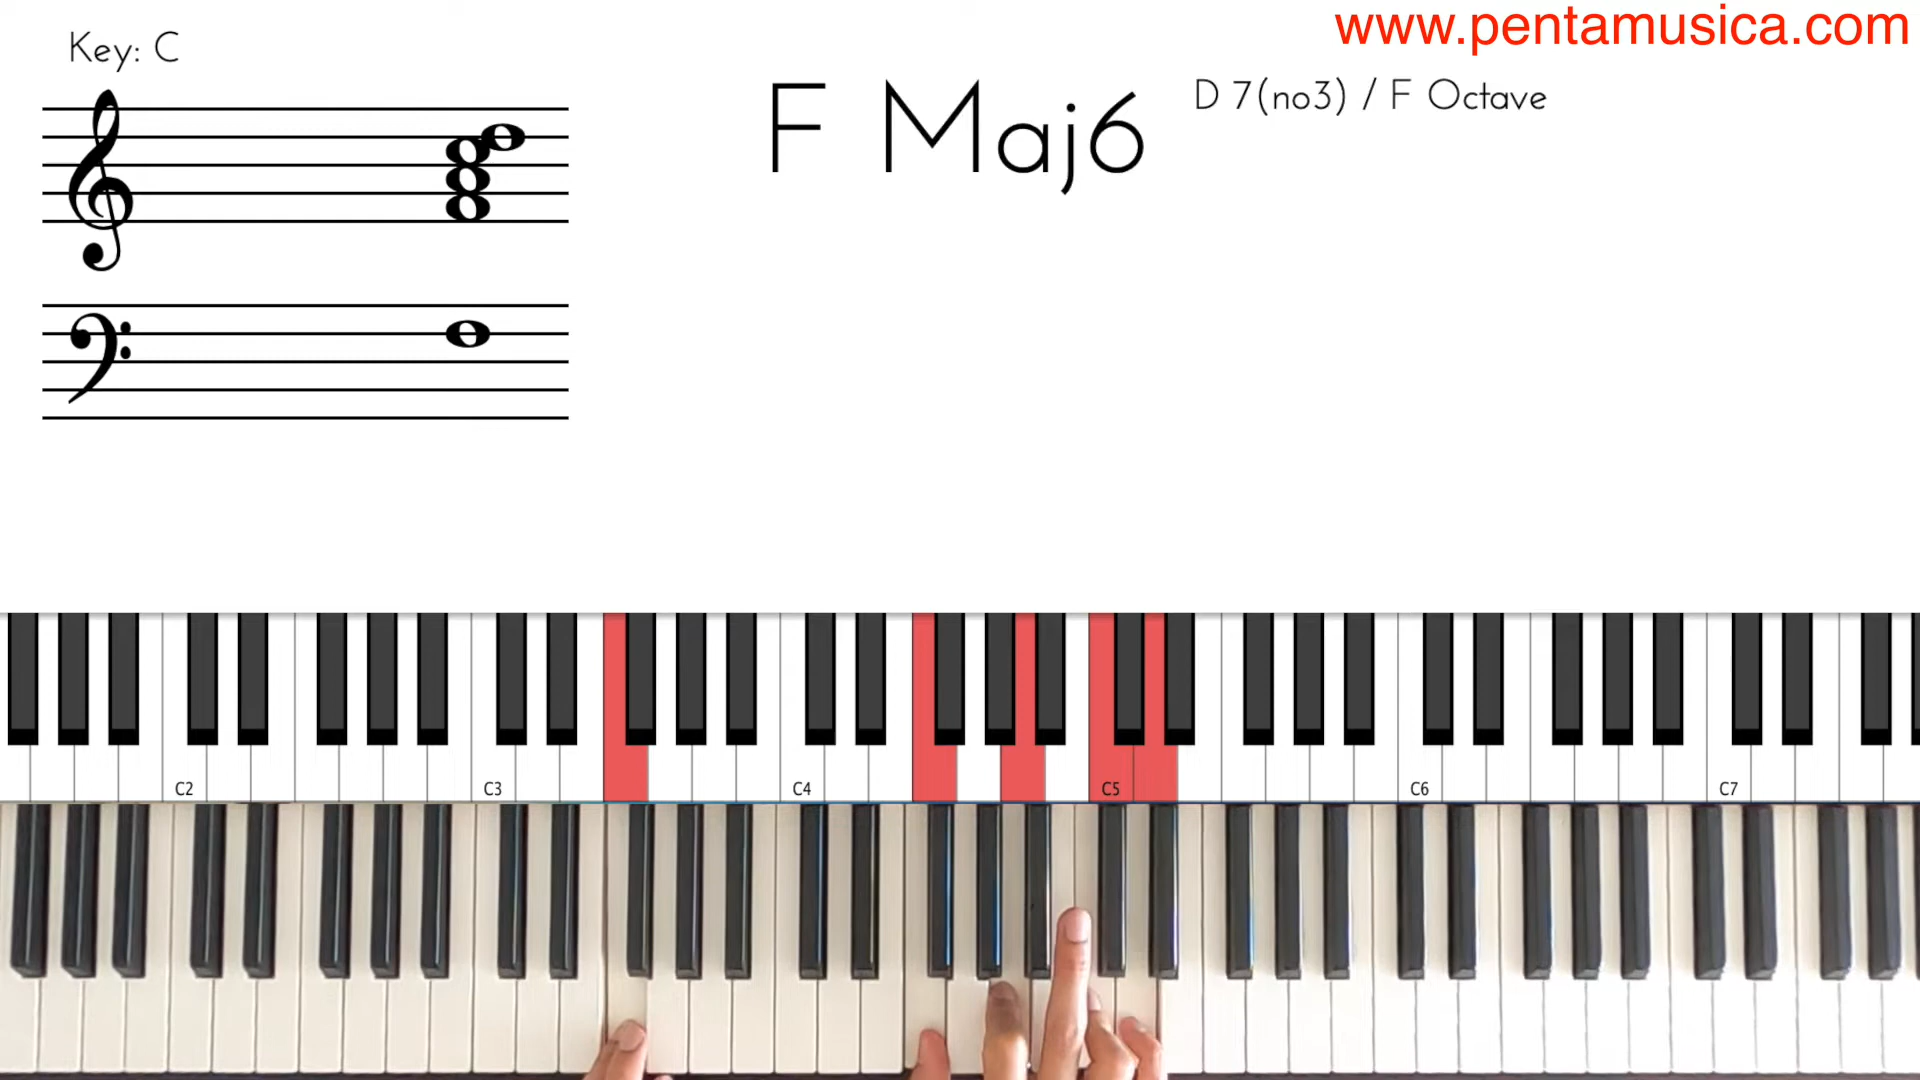 www.pentamusica.com
Key: C
F Maj6
D 7(no3) / F Octave
C2
C3
C4
C5
C6
C7